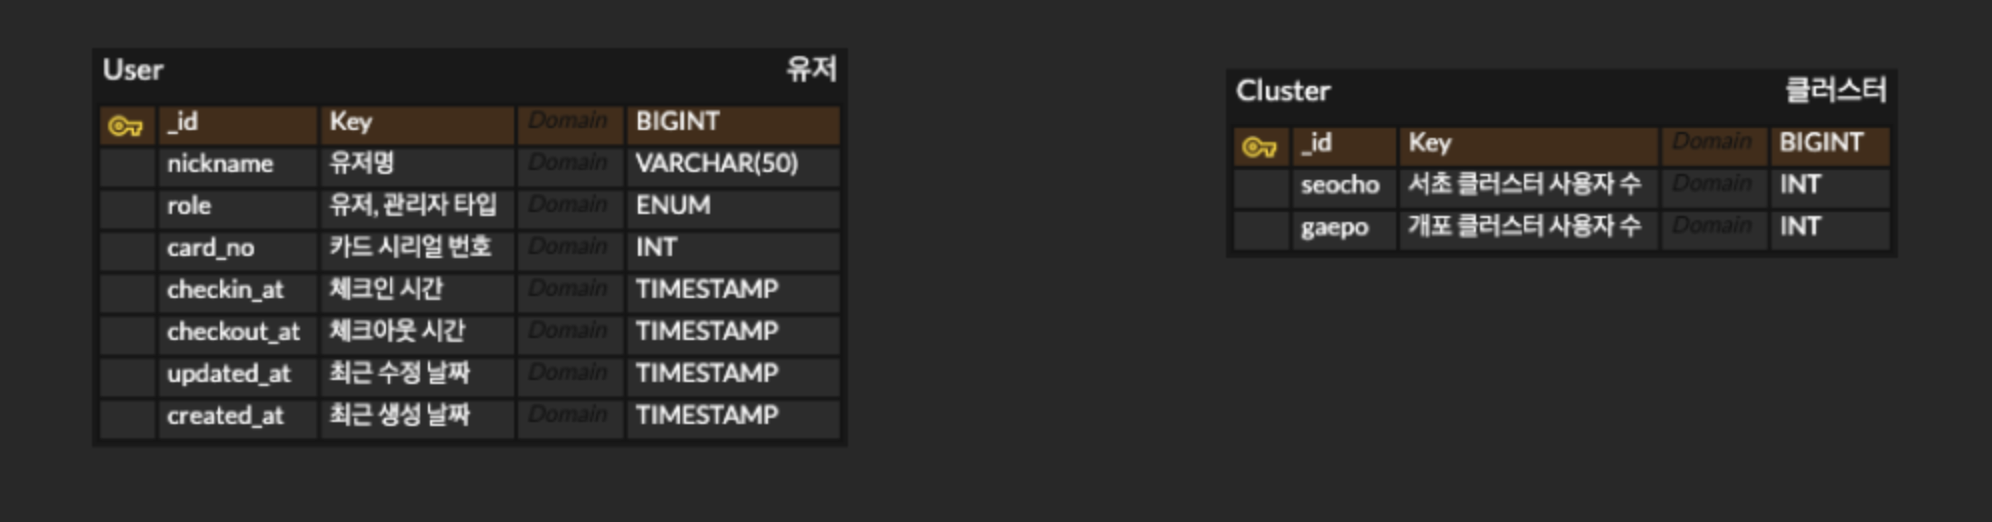 User 유저
_id Key Domain BIGINT
nickname 유저명 Domain VARCHAR(50)
role 유저, 관리자 타입 Domain ENUM
card_no 카드 시리얼 번호 Domain INT
checkin_at 체크인 시간 Domain TIMESTAMP
checkout_at 체크아웃 시간 Domain TIMESTAMP
updated_at 최근 수정 날짜 Domain TIMESTAMP
created_at 최근 생성 날짜 Domain TIMESTAMP
Cluster 클러스터
_id Key Domain BIGINT
seocho 서초 클러스터 사용자 수 Domain INT
gaepo 개포 클러스터 사용자 수 Domain INT